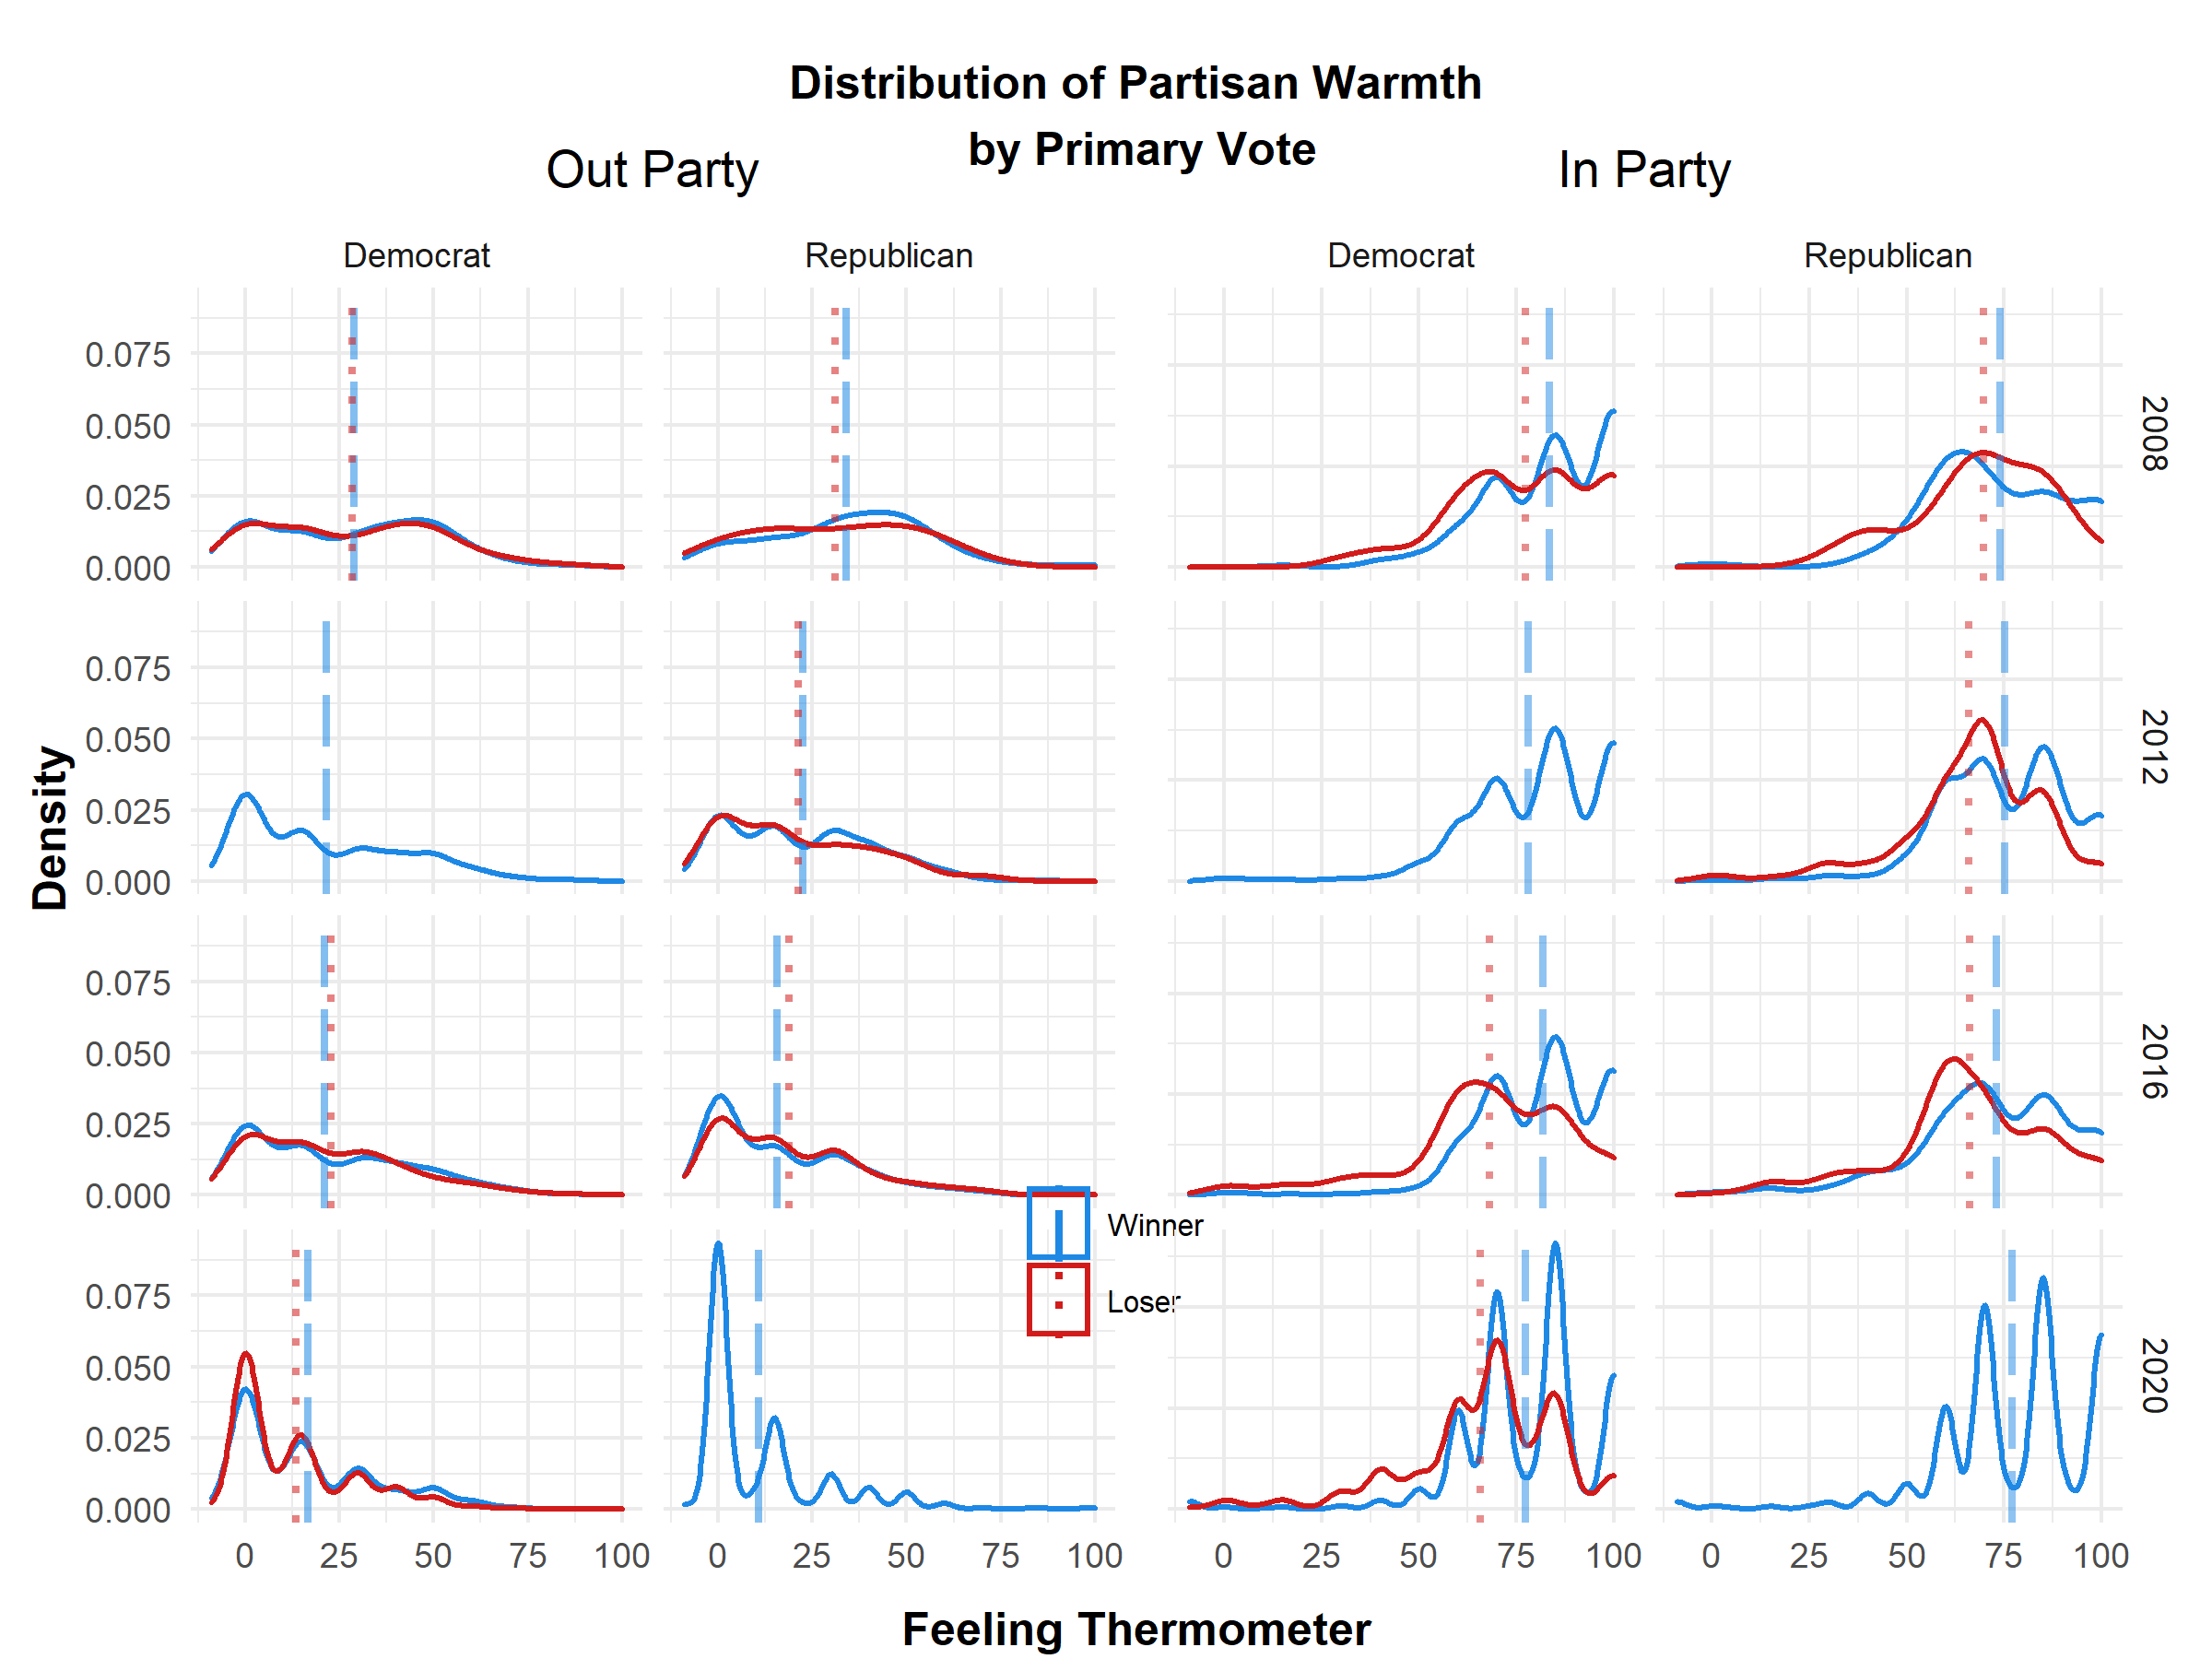 Distribution of Partisan Warmth
by Primary Vote
Out Party
In Party
Democrat
Republican
Democrat
Republican
0.075
0.050
0.025
0.000
2008
0.075
0.050
0.025
0.000
2012
0.075
0.050
0.025
0.000
2016
0.075
0.050
0.025
0.000
2020
Density
Winner
Loser
0 25 50 75 100
0 25 50 75 100
0 25 50 75 100
0 25 50 75 100
Feeling Thermometer